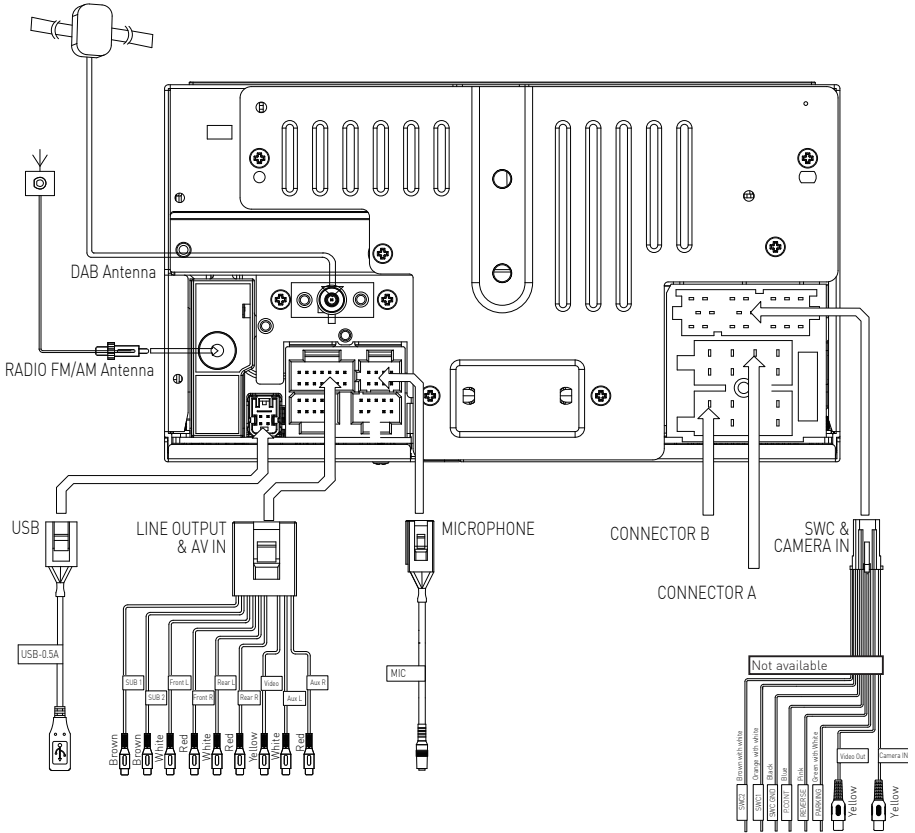 DAB Antenna
RADIO FM/AM Antenna
USB
LINE OUTPUT
& AV IN
MICROPHONE
CONNECTOR B
CONNECTOR A
SWC &
CAMERA IN
USB-0.5A
SUB 1
SUB 2
Front L
Front R
Rear L
Rear R
Video
Aux L
Aux R
MIC
Not available
Brown
Brown
White
Red
White
Red
Yellow
White
Red
Brown with white
Orange with white
Black
Blue
Pink
Green with White
SWC2
SWC1
SWC GND
P.CONT
REVERSE
PARKING
Video Out
Camera IN
Yellow
Yellow